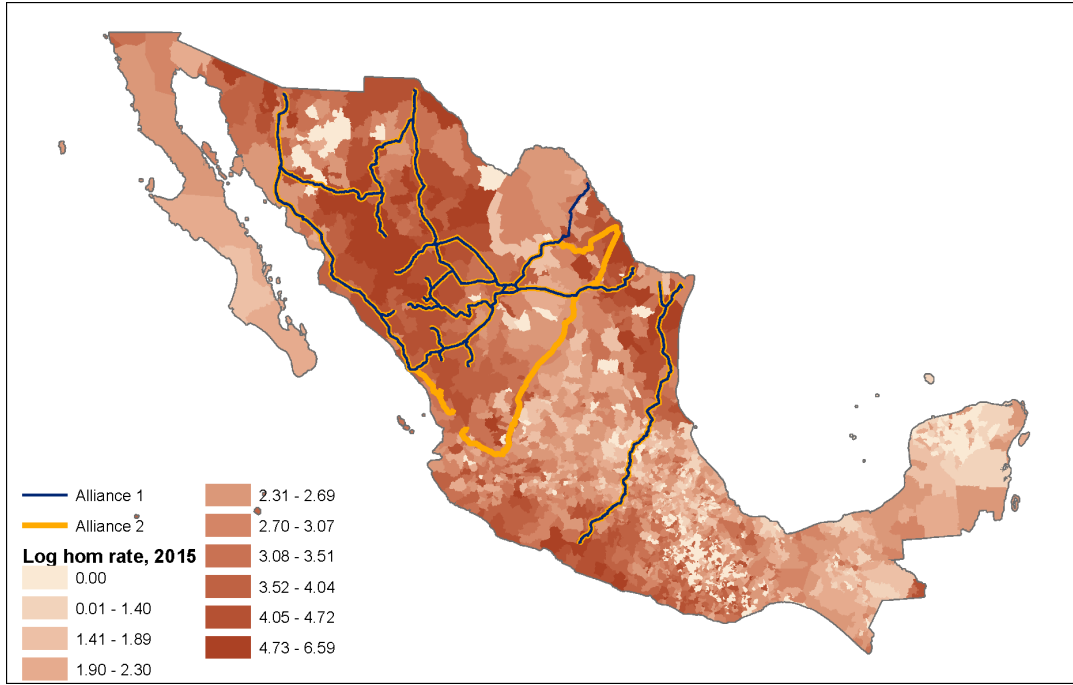 Alliance 1
Alliance 2
Log hom rate, 2015
0.00
0.01 - 1.40
1.41 - 1.89
1.90 - 2.30
2.31 - 2.69
2.70 - 3.07
3.08 - 3.51
3.52 - 4.04
4.05 - 4.72
4.73 - 6.59